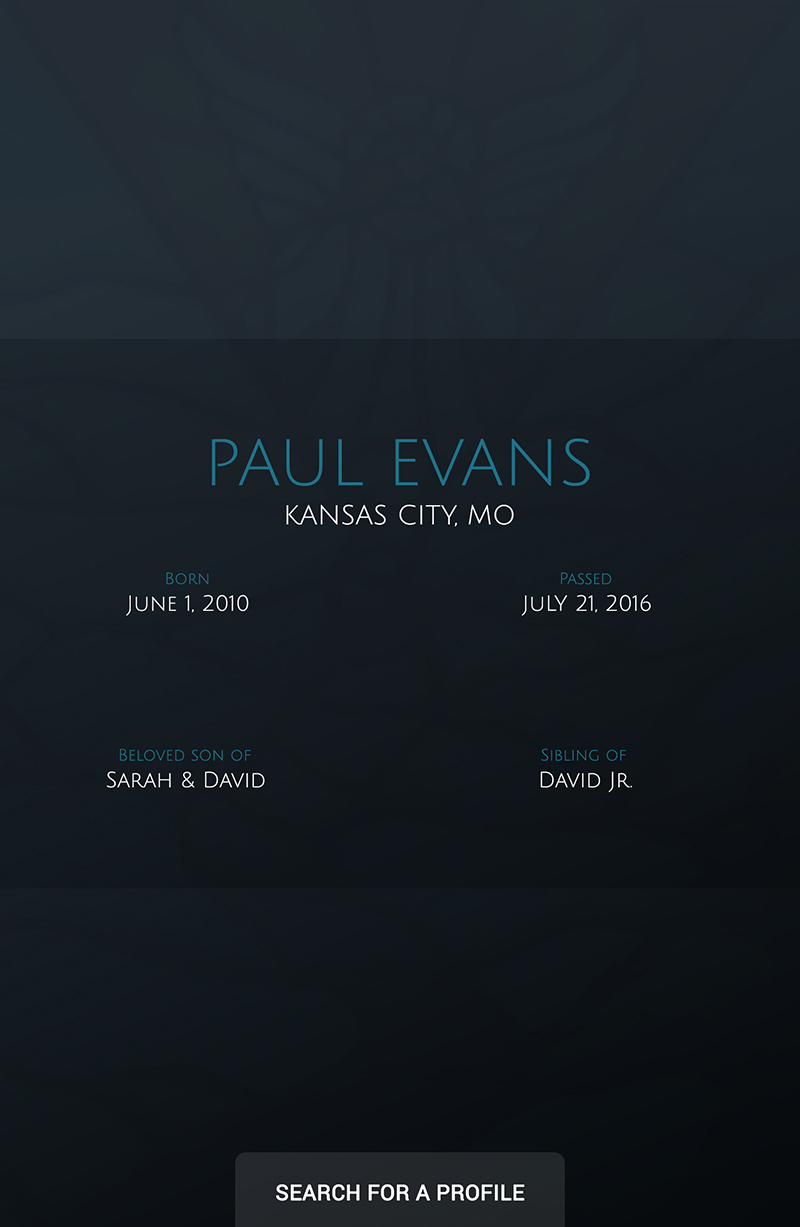 PAUL EVANS
KANSAS CITY, MO
BORN
JUNE 1, 2010
PASSED
JULY 21, 2016
BELOVED SON OF
SARAH & DAVID
SIBLING OF
DAVID JR.
SEARCH FOR A PROFILE